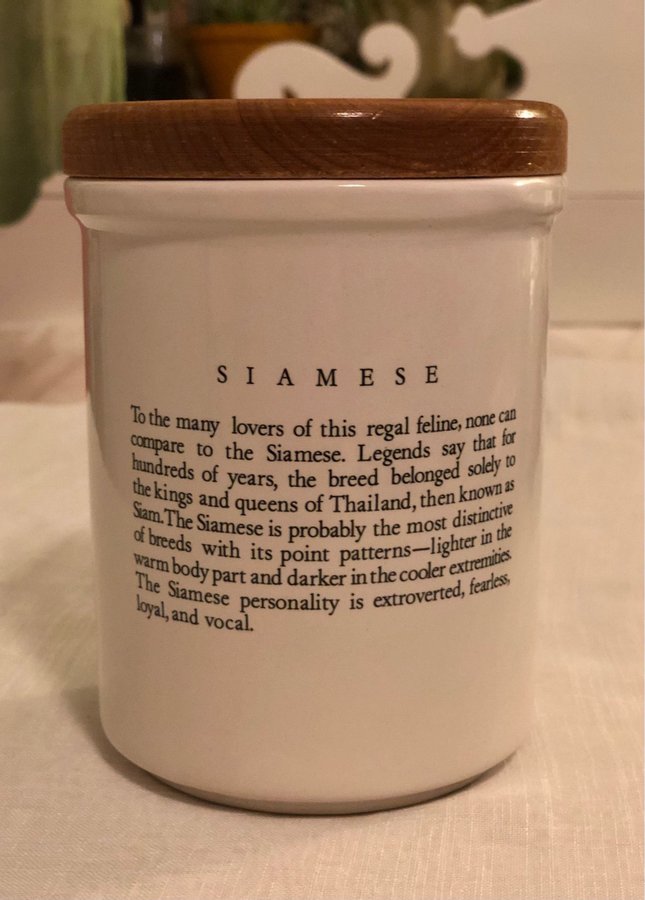 SIAMESE
To the many lovers of this regal feline, none can
compare to the Siamese. Legends say that for
hundreds of years, the breed belonged solely to
the kings and queens of Thailand, then known as
Siam. The Siamese is probably the most distinctive
of breeds with its point patterns—lighter in the
warm body part and darker in the cooler extremities.
The Siamese personality is extroverted, fearless,
loyal, and vocal.